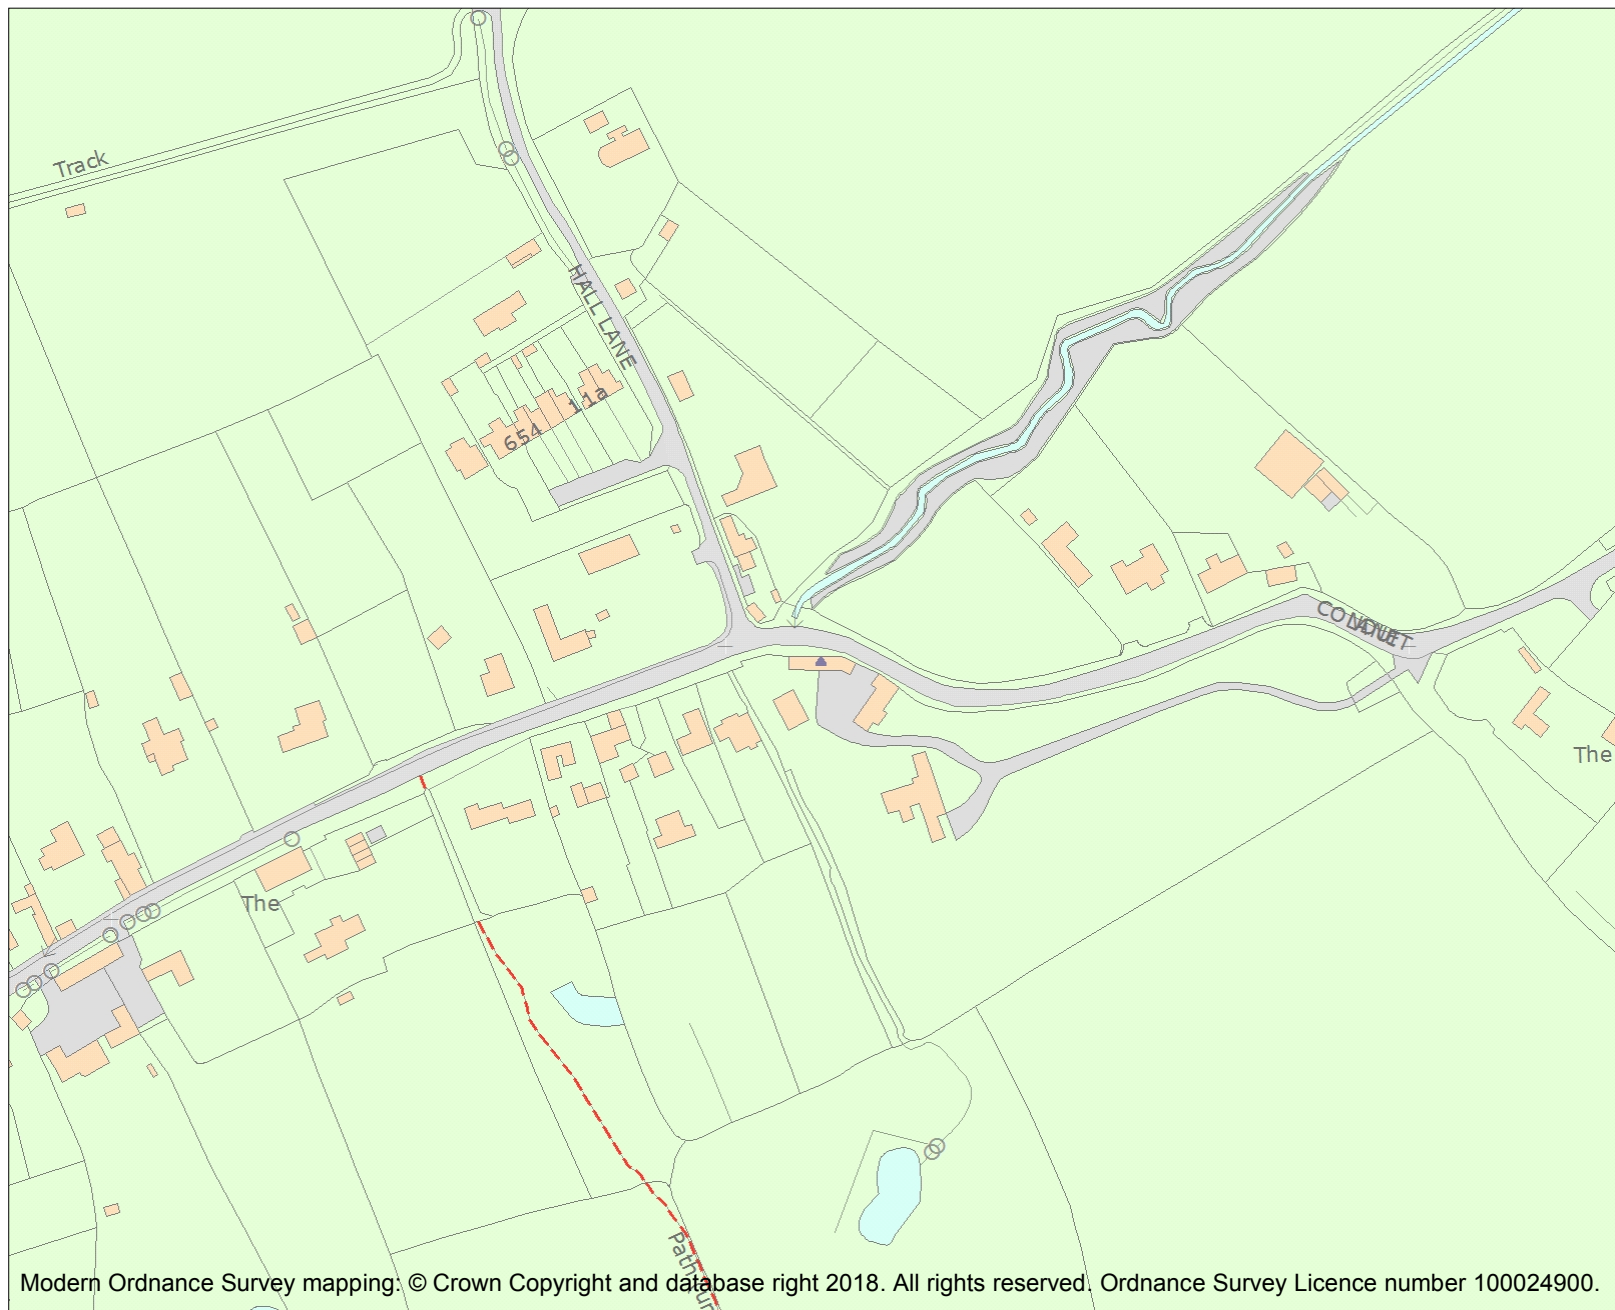 Track
HALL LANE
11a
654
The
The
Path
Modern Ordnance Survey mapping: © Crown Copyright and database right 2018. All rights reserved. Ordnance Survey Licence number 100024900.